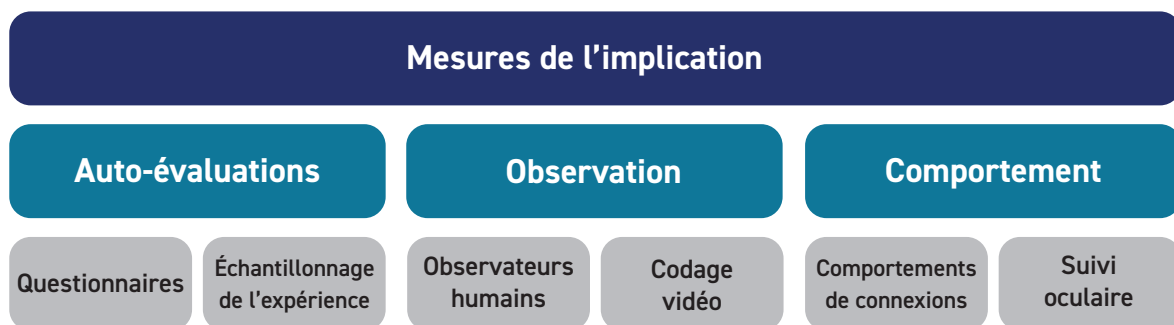 Mesures de l’implication
Auto-évaluations
Observation
Comportement
Questionnaires
Échantillonnage
de l’expérience
Observateurs
humains
Codage
vidéo
Comportements
de connexions
Suivi
oculaire